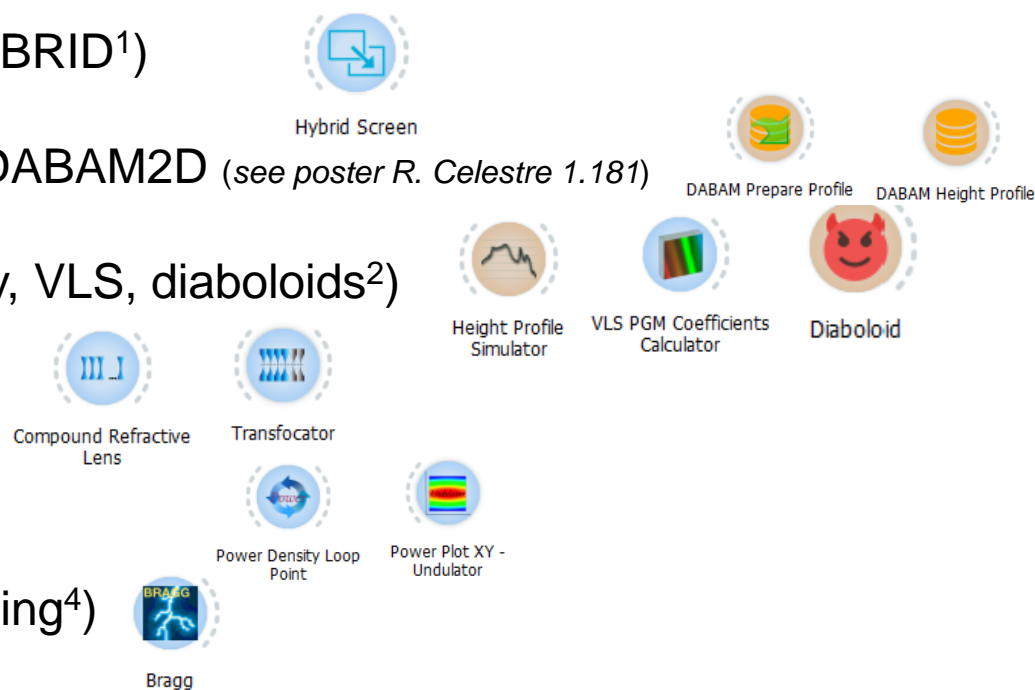 BRID¹)
Hybrid Screen
DABAM2D (see poster R. Celestre 1.181)
DABAM Prepare Profile
DABAM Height Profile
y, VLS, diaboloids²)
Height Profile
Simulator
VLS PGM Coefficients
Calculator
Diaboloid
Compound Refractive
Lens
Transfocator
Power
Power Density Loop
Point
Power Plot XY -
Undulator
ing⁴)
BRAGG
Bragg